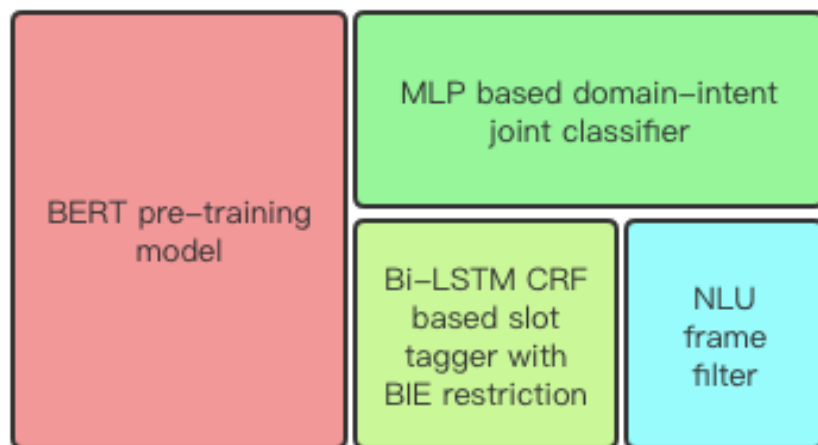 BERT pre-training
model
MLP based domain-intent
joint classifier
Bi-LSTM CRF
based slot
tagger with
BIE restriction
NLU
frame
filter